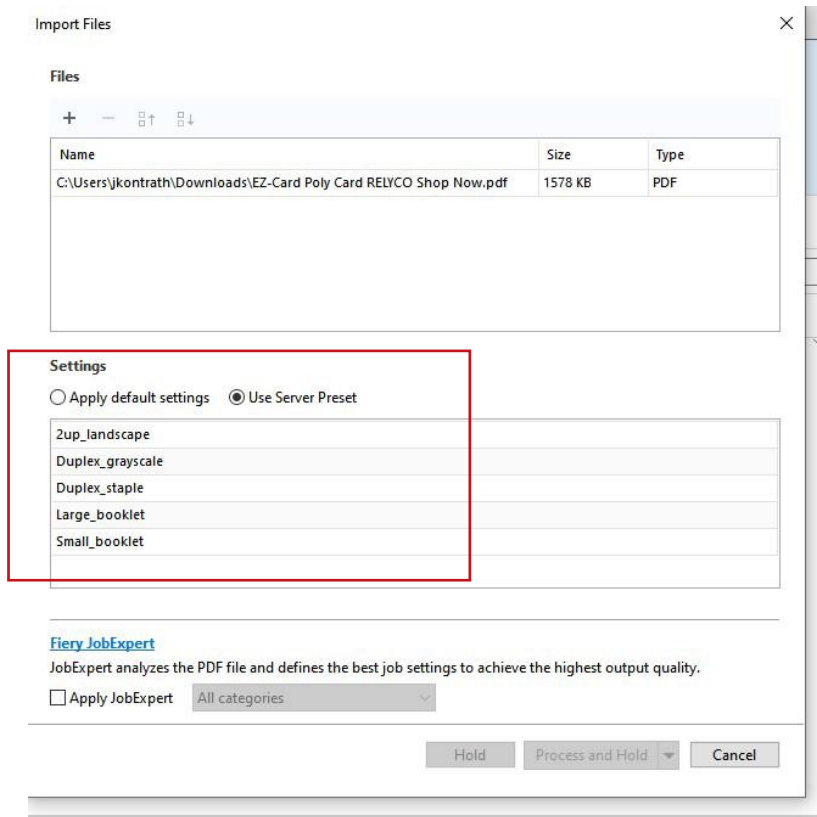 Import Files
Files
Name Size Type
C:\Users\jkontrath\Downloads\EZ-Card Poly Card RELYCO Shop Now.pdf 1578 KB PDF
Settings
Apply default settings Use Server Preset
2up_landscape
Duplex_grayscale
Duplex_staple
Large_booklet
Small_booklet
Fiery JobExpert
JobExpert analyzes the PDF file and defines the best job settings to achieve the highest output quality.
Apply JobExpert All categories
Hold Process and Hold Cancel